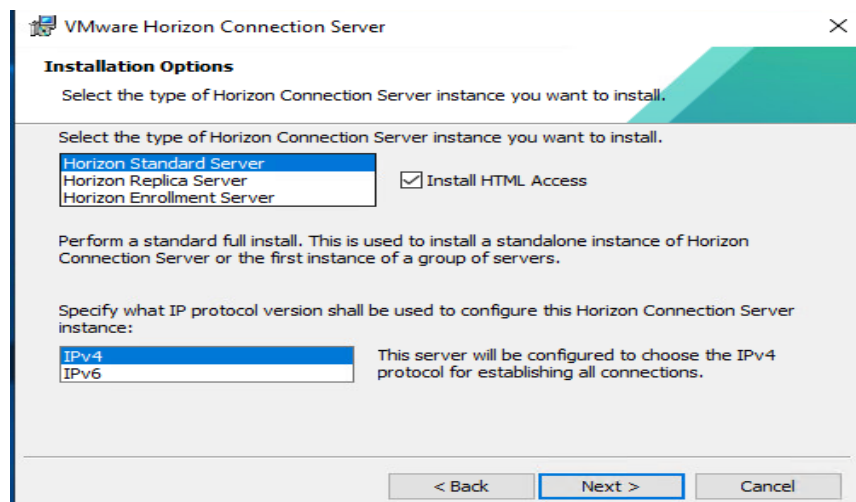 VMware Horizon Connection Server
Installation Options
Select the type of Horizon Connection Server instance you want to install.
Select the type of Horizon Connection Server instance you want to install.
Horizon Standard Server
Horizon Replica Server
Horizon Enrollment Server
Install HTML Access
Perform a standard full install. This is used to install a standalone instance of Horizon
Connection Server or the first instance of a group of servers.
Specify what IP protocol version shall be used to configure this Horizon Connection Server
instance:
IPv4
IPv6
This server will be configured to choose the IPv4
protocol for establishing all connections.
< Back
Next >
Cancel